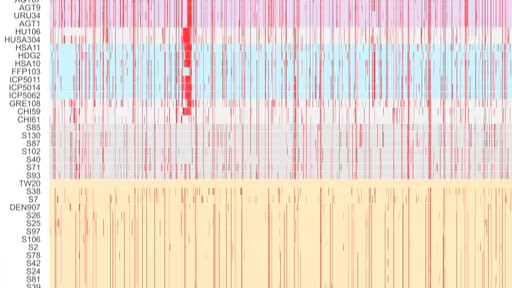 AGT9
URU34
AGT1
HU106
HUSA304
HSA11
HDG2
HSA10
FFP103
ICP5011
ICP5014
ICP5062
GRE108
CHI59
CHI61
S85
S130
S87
S102
S40
S71
S93
TW20
S38
S7
DEN907
S26
S25
S97
S106
S2
S78
S42
S24
S81